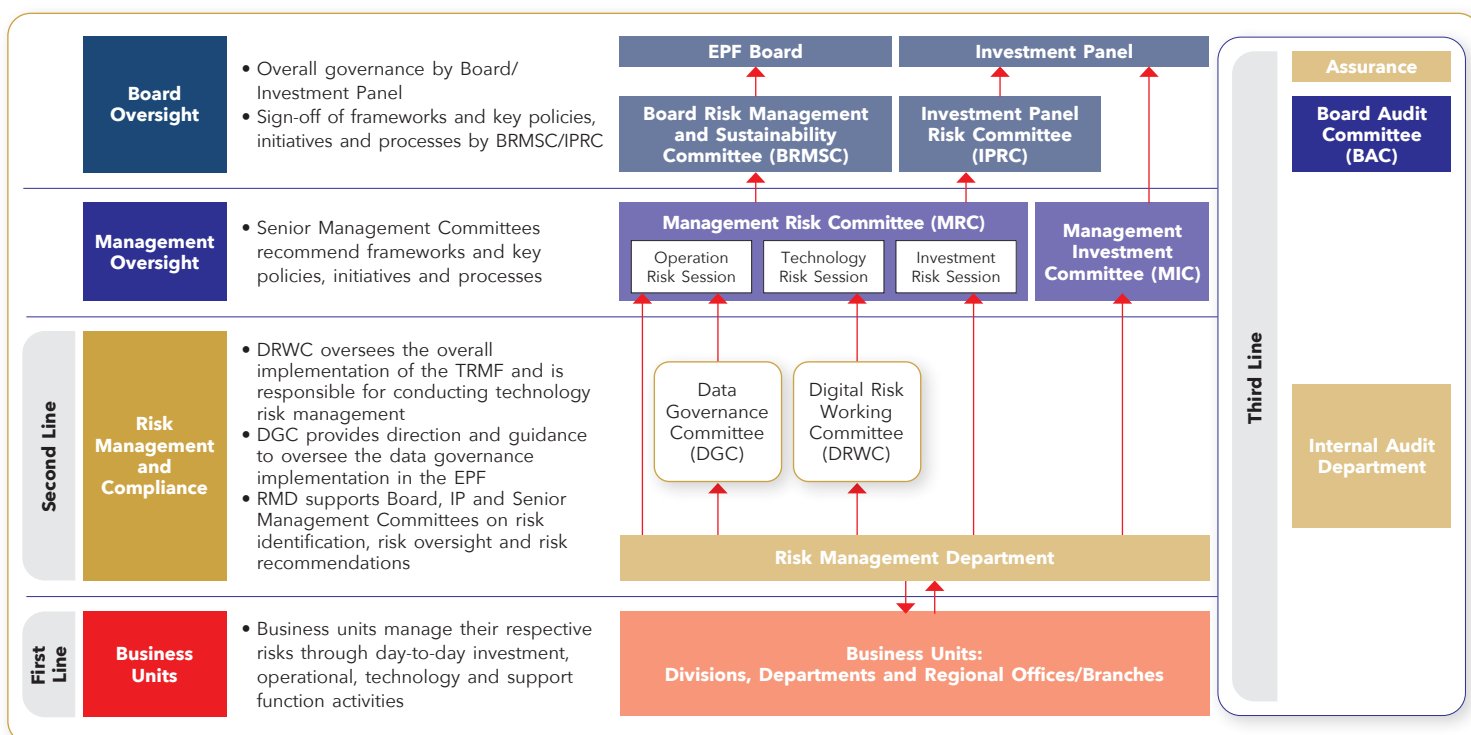 Board
Oversight
• Overall governance by Board/
Investment Panel
• Sign-off of frameworks and key policies,
initiatives and processes by BRMSC/IPRC
EPF Board
Investment Panel
Board Risk Management
and Sustainability
Committee (BRMSC)
Investment Panel
Risk Committee
(IPRC)
Management
Oversight
• Senior Management Committees
recommend frameworks and key
policies, initiatives and processes
Management Risk Committee (MRC)
Operation
Risk Session
Technology
Risk Session
Investment
Risk Session
Management
Investment
Committee (MIC)
Second Line
Risk
Management
and
Compliance
• DRWC oversees the overall
implementation of the TRMF and is
responsible for conducting technology
risk management
• DGC provides direction and guidance
to oversee the data governance
implementation in the EPF
• RMD supports Board, IP and Senior
Management Committees on risk
identification, risk oversight and risk
recommendations
Data
Governance
Committee
(DGC)
Digital Risk
Working
Committee
(DRWC)
Risk Management Department
First
Line
Business
Units
• Business units manage their respective
risks through day-to-day investment,
operational, technology and support
function activities
Business Units:
Divisions, Departments and Regional Offices/Branches
Third Line
Assurance
Board Audit
Committee
(BAC)
Internal Audit
Department